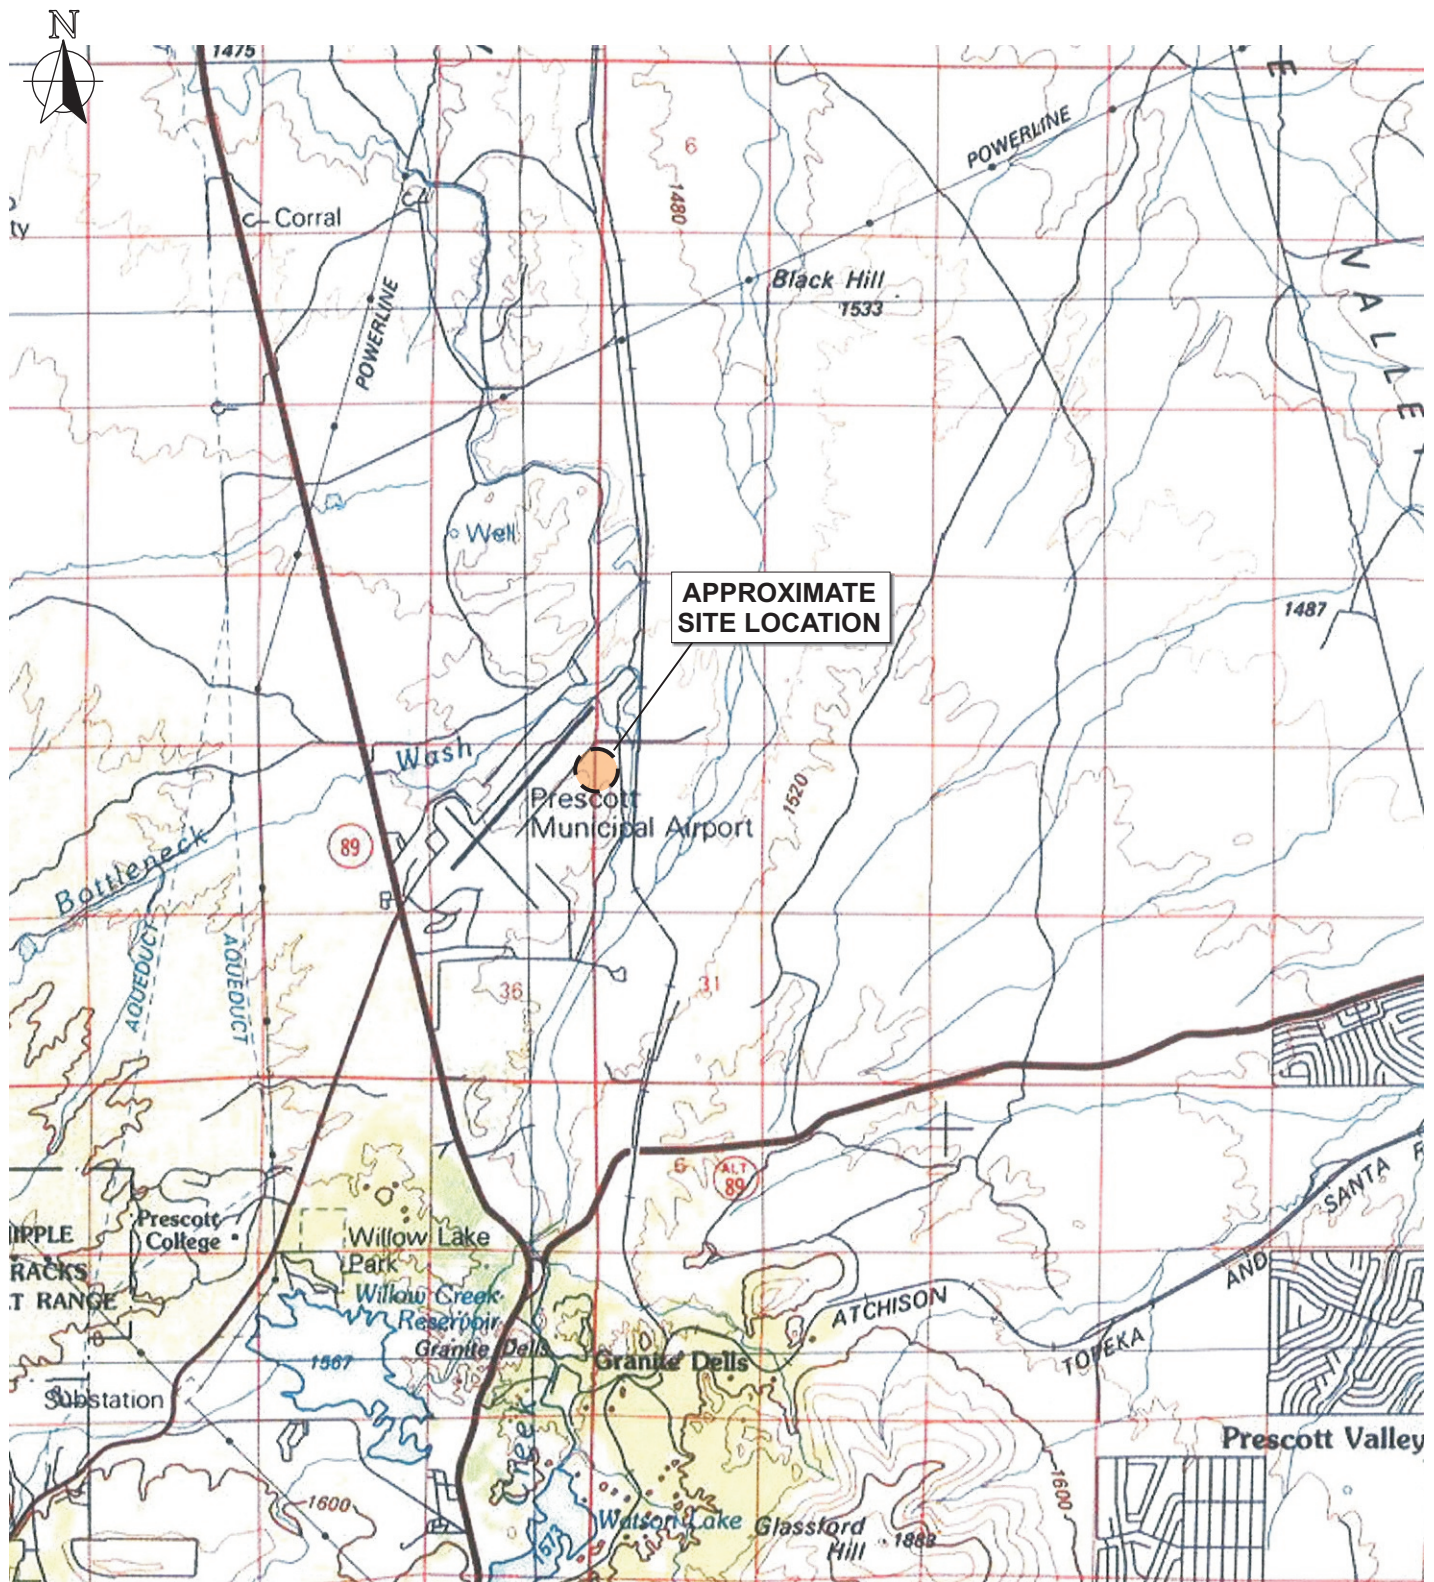 N
1475
E
POWERLINE
6
1480
Corral
ty
VALLEY
Black Hill
1533
POWERLINE
Well
APPROXIMATE
SITE LOCATION
1487
Wash
1520
Prescott
Municipal Airport
89
Bottleneck
AQUEDUCT
AQUEDUCT
36
31
6
ALT
89
SANTA F
Prescott
College
IPPLE
RACKS
T RANGE
Willow Lake
Park
Willow Creek
Reservoir
AND
ATCHISON
TOPEKA
Granite Dells
1567
Granite Dells
Substation
Creek
Prescott Valley
1600
1600
Watson Lake
1573
Glassford
Hill
1883